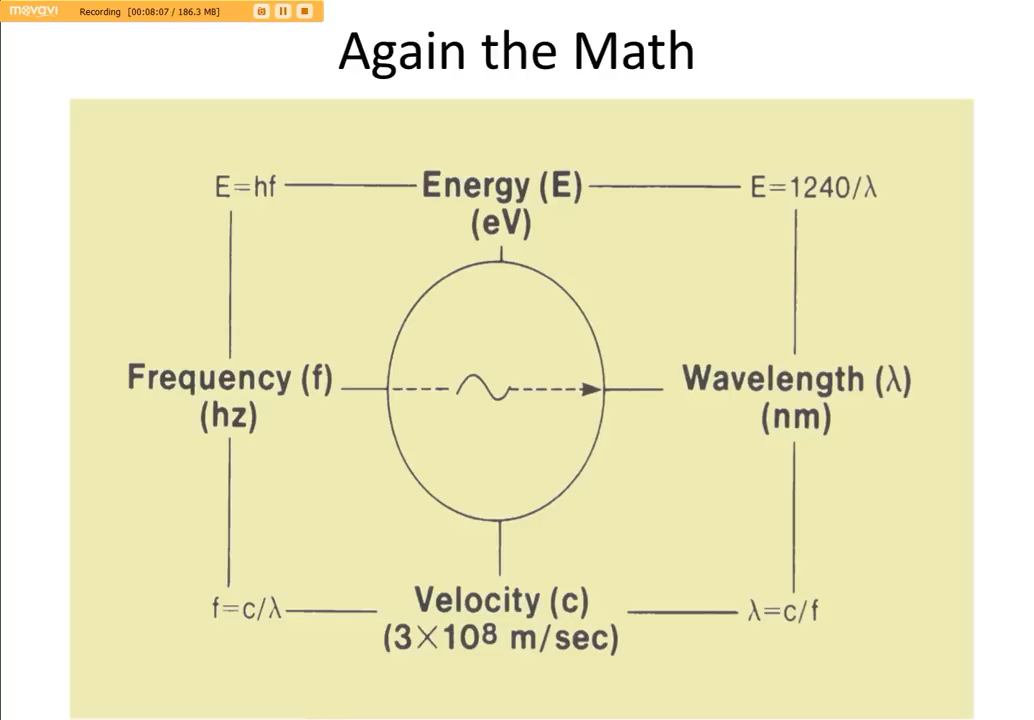 movavi Recording [00:08:07 / 186.3 MB]
Again the Math
E=hf Energy (E) E=1240/λ
(eV)
Frequency (f) Wavelength (λ)
(hz) (nm)
f=c/λ Velocity (c) λ=c/f
(3×10⁸ m/sec)